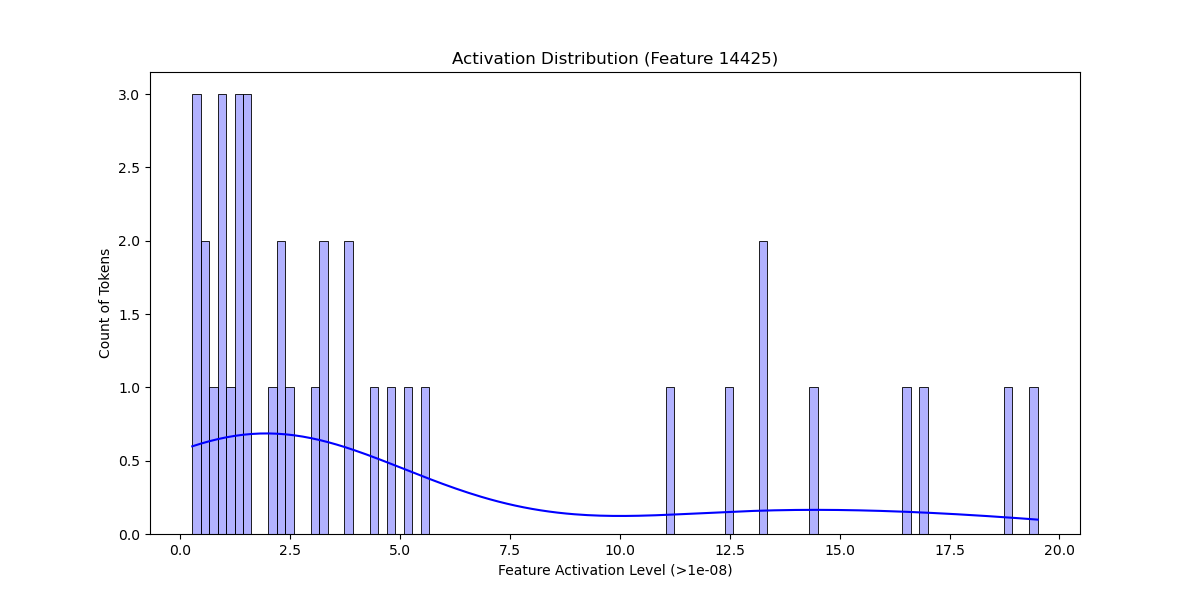 Activation Distribution (Feature 14425)
3.0
2.5
2.0
1.5
1.0
0.5
0.0
Count of Tokens
0.0 2.5 5.0 7.5 10.0 12.5 15.0 17.5 20.0
Feature Activation Level (>1e-08)